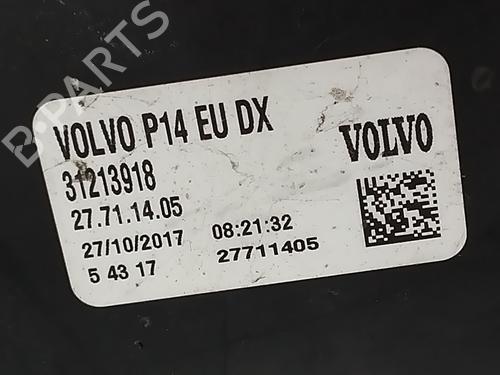 VOLVO P14 EU DX
VOLVO
31213918
27.71.14.05
27/10/2017 08:21:32
5 43 17 27711405
B-PARTS